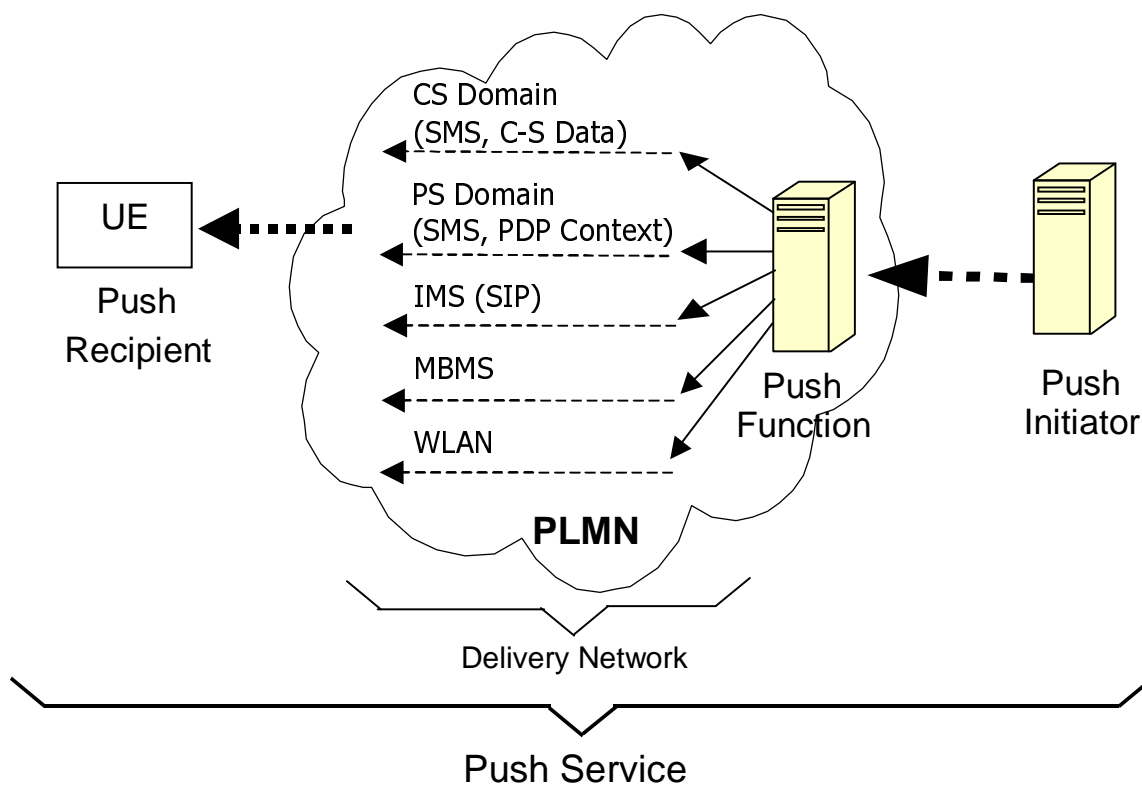 CS Domain
(SMS, C-S Data)
PS Domain
(SMS, PDP Context)
IMS (SIP)
MBMS
WLAN
PLMN
UE
Push
Recipient
Push
Function
Push
Initiator
Delivery Network
Push Service